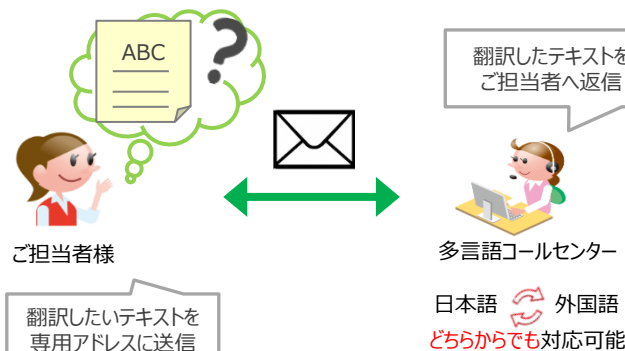 ABC
翻訳したテキストを
ご担当者へ返信
ご担当者様
多言語コールセンター
翻訳したいテキストを
専用アドレスに送信
日本語 外国語
どちらからでも対応可能